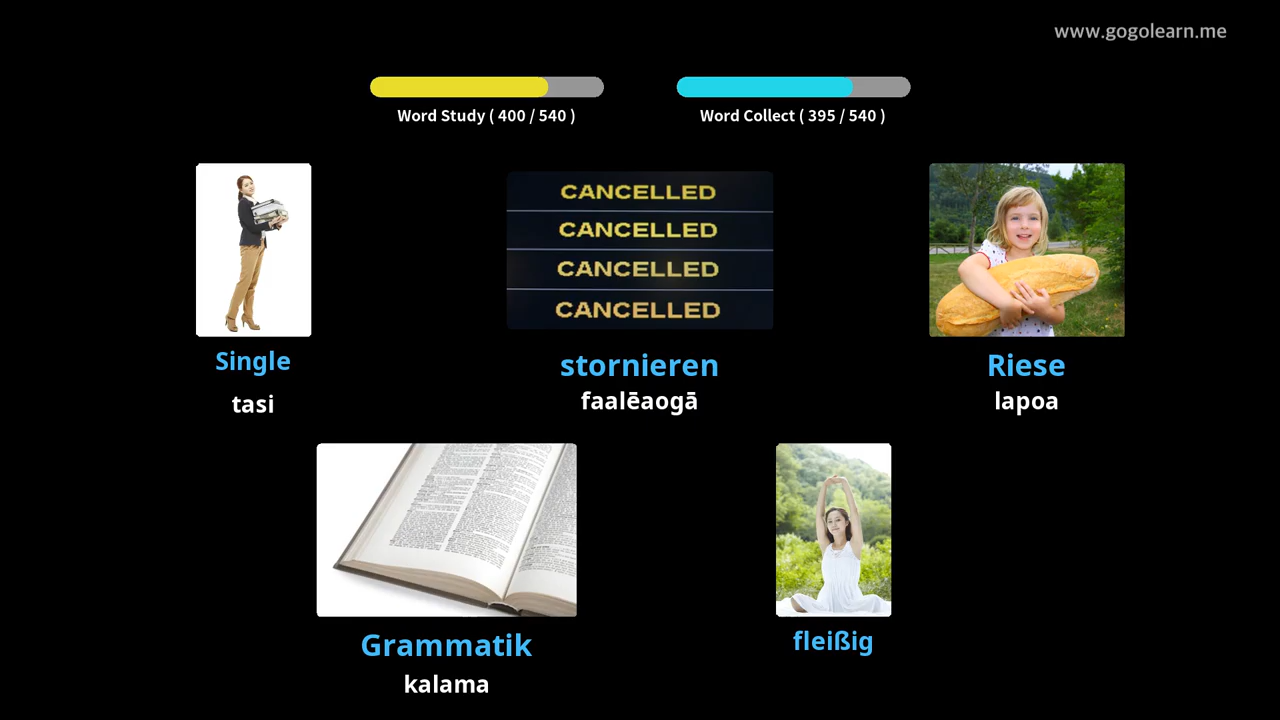 www.gogolearn.me
Word Study ( 400 / 540 )
Word Collect ( 395 / 540 )
CANCELLED
CANCELLED
CANCELLED
CANCELLED
Single
tasi
stornieren
faalēaogā
Riese
lapoa
Grammatik
kalama
fleißig